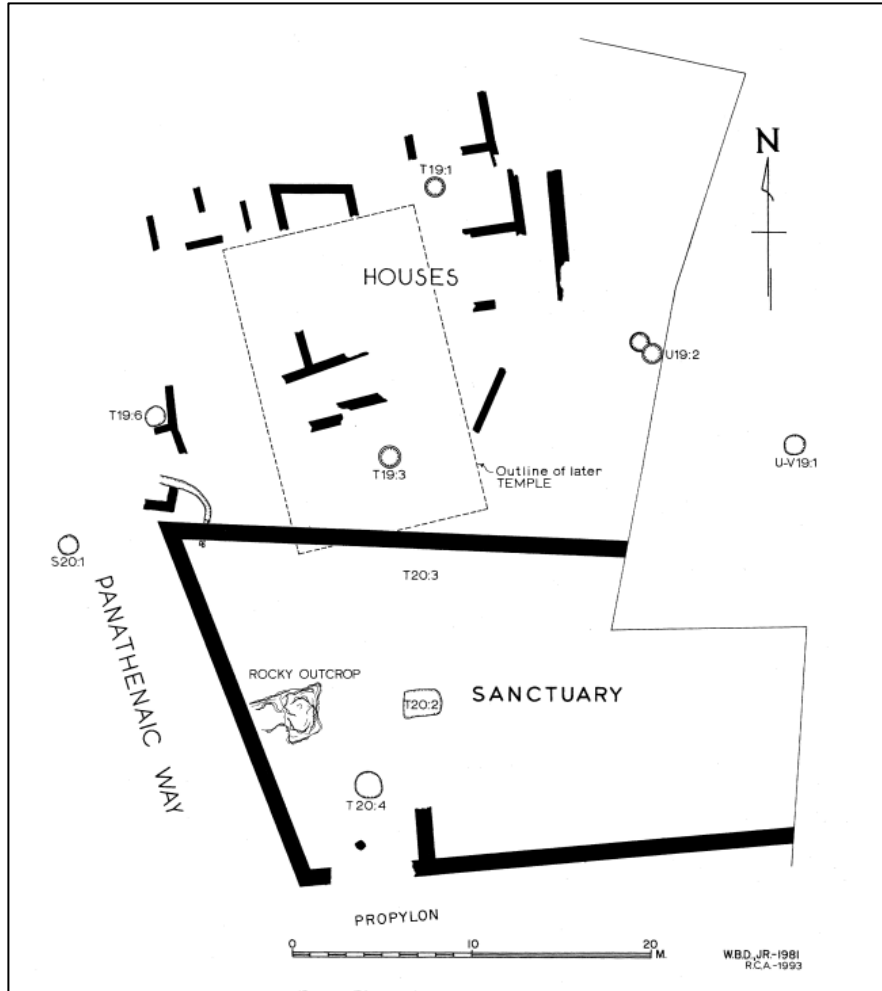 N
T19:1
HOUSES
U19:2
T19:6
U-V19:1
T19:3
Outline of later
TEMPLE
S20:1
T20:3
PANATHENAIC WAY
ROCKY OUTCROP
SANCTUARY
T20:2
T20:4
PROPYLON
0 10 20 M.
W.B.D., JR.-1981
R.C.A.-1993